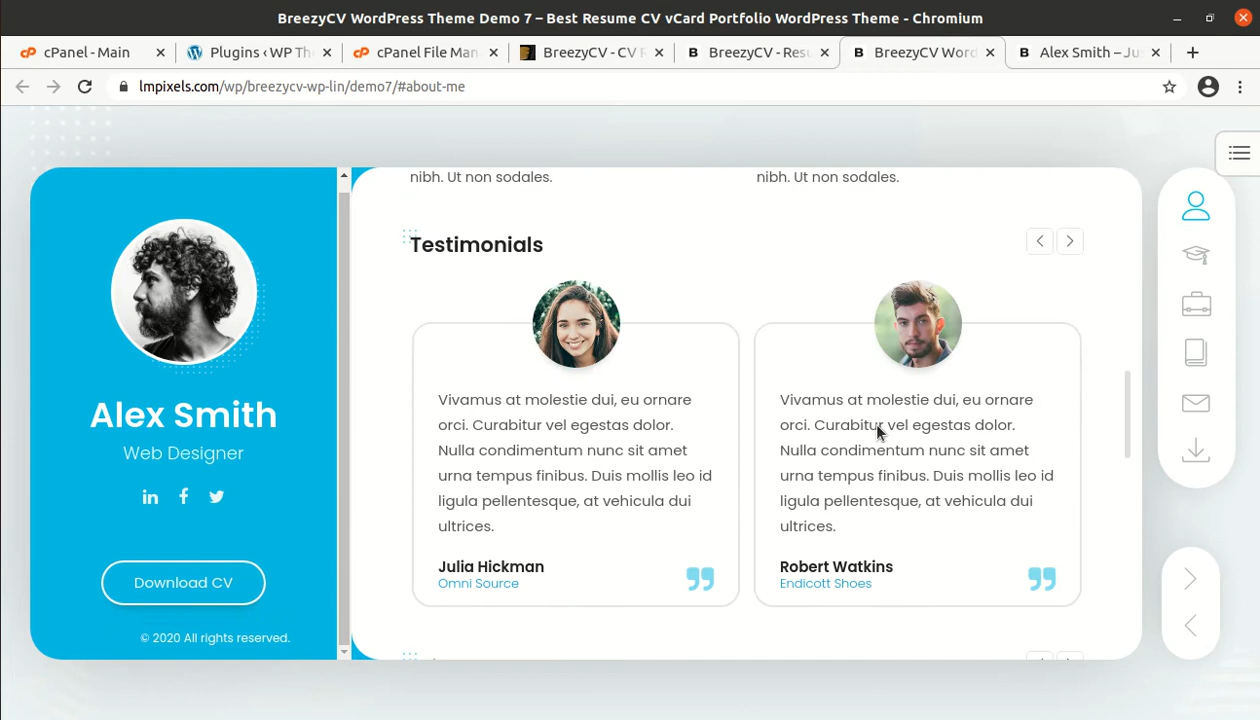 BreezyCV WordPress Theme Demo 7 – Best Resume CV vCard Portfolio WordPress Theme - Chromium
cPanel - Main
Plugins ‹ WP Th
cPanel File Man
BreezyCV - CV R
BreezyCV - Resu
BreezyCV Word
Alex Smith – Jus
lmpixels.com/wp/breezycv-wp-lin/demo7/#about-me
Alex Smith
Web Designer
Download CV
© 2020 All rights reserved.
nibh. Ut non sodales.
nibh. Ut non sodales.
Testimonials
Vivamus at molestie dui, eu ornare
orci. Curabitur vel egestas dolor.
Nulla condimentum nunc sit amet
urna tempus finibus. Duis mollis leo id
ligula pellentesque, at vehicula dui
ultrices.
Julia Hickman
Omni Source
Vivamus at molestie dui, eu ornare
orci. Curabitur vel egestas dolor.
Nulla condimentum nunc sit amet
urna tempus finibus. Duis mollis leo id
ligula pellentesque, at vehicula dui
ultrices.
Robert Watkins
Endicott Shoes